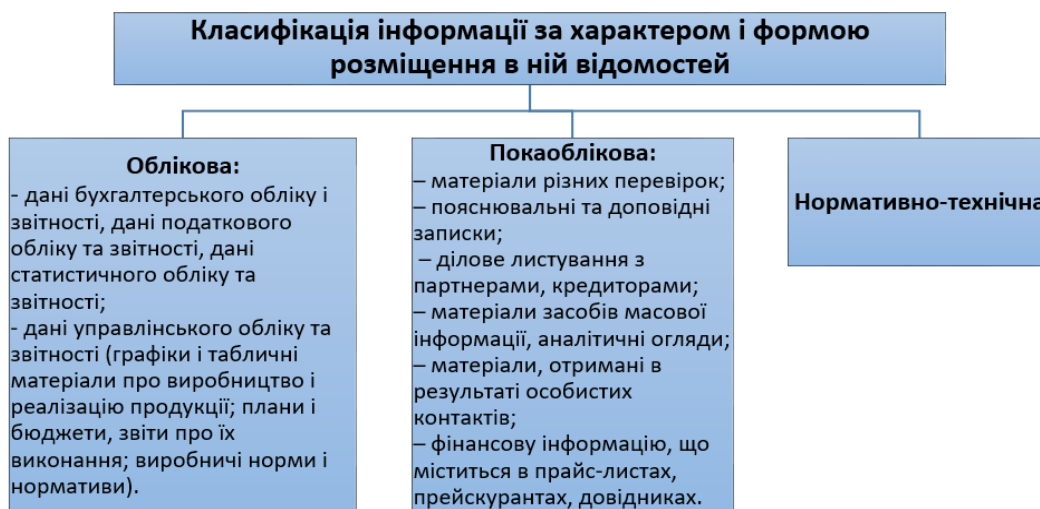 Класифікація інформації за характером і формою
розміщення в ній відомостей
Облікова:
- дані бухгалтерського обліку і
звітності, дані податкового
обліку та звітності, дані
статистичного обліку та
звітності;
- дані управлінського обліку та
звітності (графіки і табличні
матеріали про виробництво і
реалізацію продукції; плани і
бюджети, звіти про їх
виконання; виробничі норми і
нормативи).
Покаоблікова:
– матеріали різних перевірок;
– пояснювальні та доповідні
записки;
– ділове листування з
партнерами, кредиторами;
– матеріали засобів масової
інформації, аналітичні огляди;
– матеріали, отримані в
результаті особистих
контактів;
– фінансову інформацію, що
міститься в прайс-листах,
прейскурантах, довідниках.
Нормативно-технічна